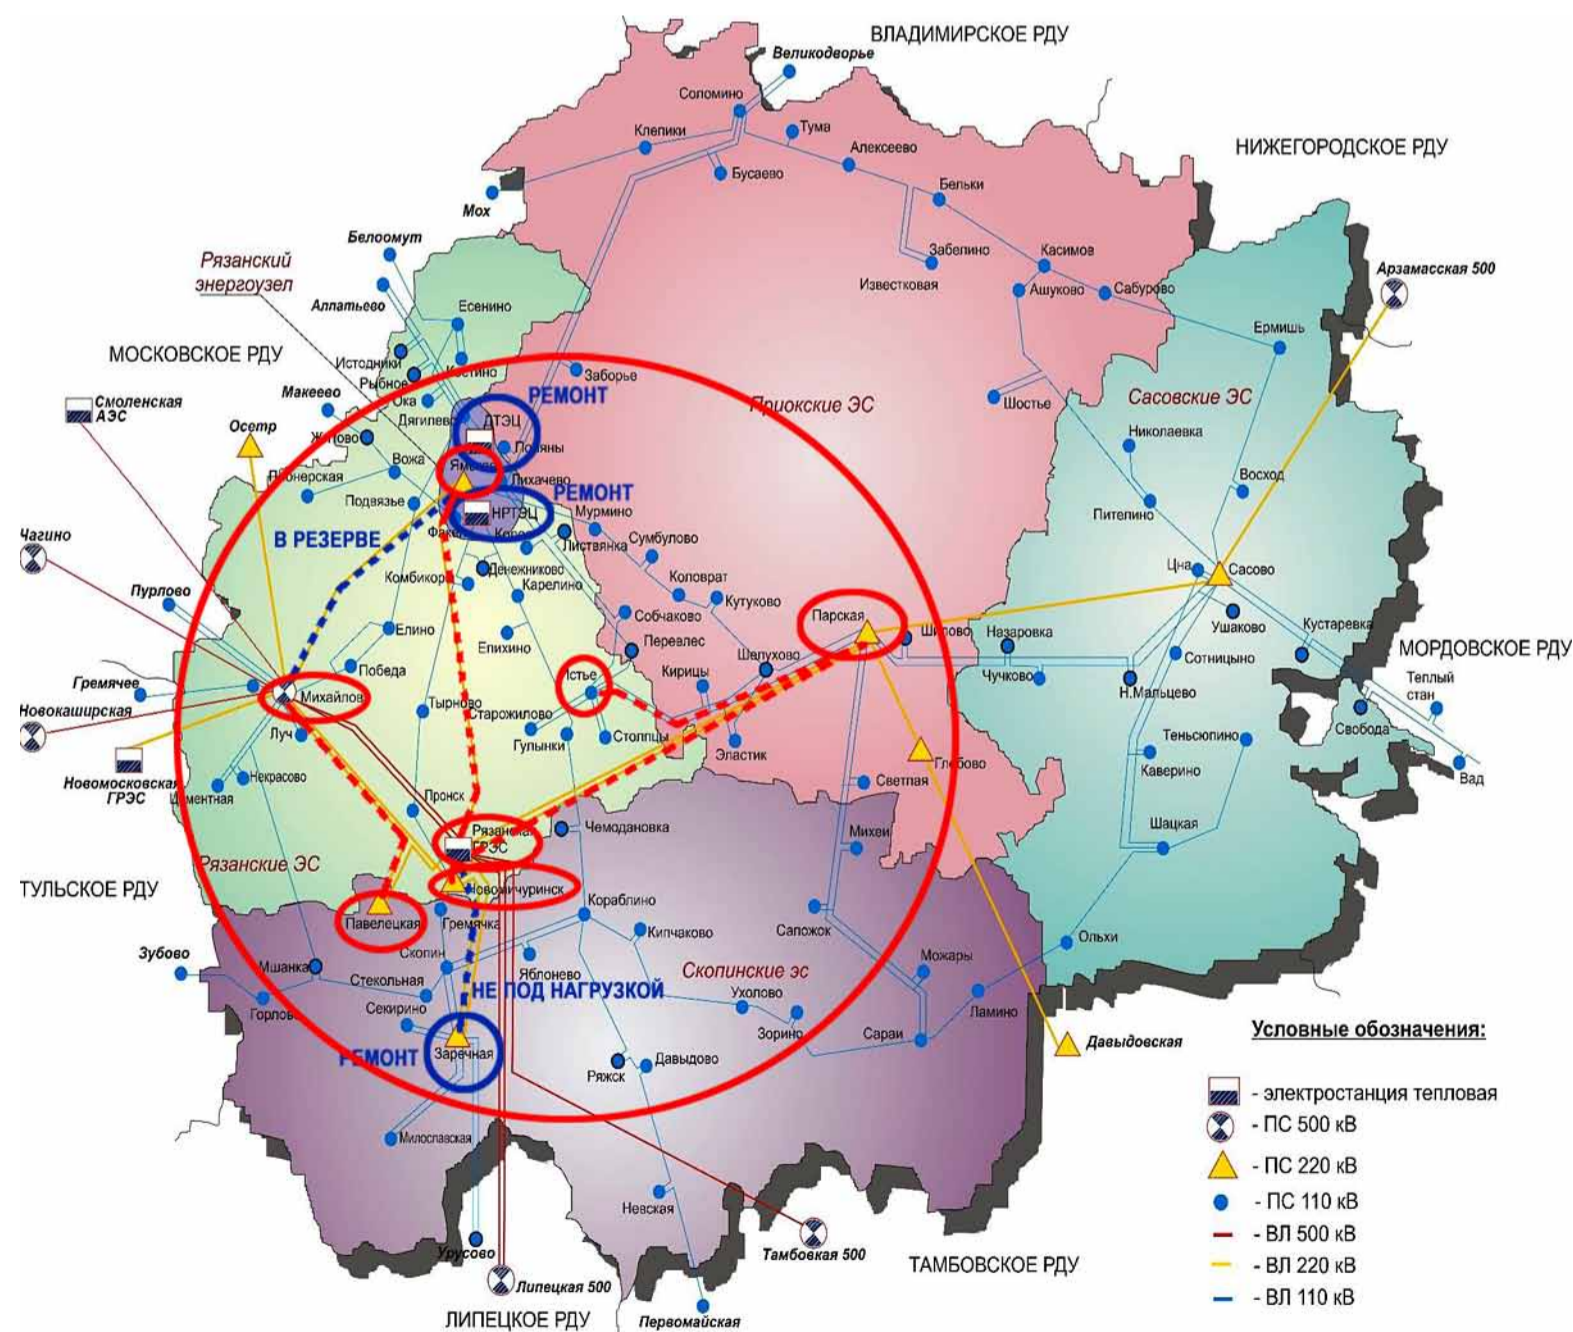 ВЛАДИМИРСКОЕ РДУ
Великодворье
Соломино
Клепики
Тума
Алексеево
НИЖЕГОРОДСКОЕ РДУ
Бусаево
Бельки
Мох
Белоомут
Рязанский
энергоузел
Забелино
Касимов
Арзамасская 500
Известковая
Ашуково
Сабурово
Аллатьево
Есенино
Ермишь
МОСКОВСКОЕ РДУ
Истодники
Костино
Рыбное
Заборье
Макеево
РЕМОНТ
Смоленская
АЭС
Ока
Приокские ЭС
Сасовские ЭС
Шостье
Осетр
Дягилево
ДТЭЦ
Николаевка
Вожа
Лихачево
Восход
РЕМОНТ
Подвязье
НРТЭЦ
Мурмино
Пителино
Чагино
В РЕЗЕРВЕ
Листвянка
Сумбулово
Денежниково
Цна
Сасово
Комбикорм
Карелино
Коловрат
Кутуково
Пурлово
Парская
Собчаково
Ушаково
Кустаревка
Елино
Епихино
Перевлес
Шилово
Назаровка
МОРДОВСКОЕ РДУ
Шелухово
Сотницыно
Победа
Кирицы
Чучково
Теплый
стан
Гремячее
Михайлов
Н.Мальцево
Новокаширская
Тырново
Старожилово
Свобода
Луч
Гулынки
Столпцы
Эластик
Теньсюпино
Глебово
Каверино
Вад
Новомосковская
ГРЭС
Некрасово
Светлая
Цементная
Пронск
Рязанская
ГРЭС
Чемодановка
Михеи
Шацкая
Рязанские ЭС
ТУЛЬСКОЕ РДУ
Новомичуринск
Кораблино
Павелецкая
Гремячка
Кипчаково
Сапожок
Ольхи
Зубово
Скопин
Мшанка
Стекольная
Яблонево
Скопинские эс
Можары
НЕ ПОД НАГРУЗКОЙ
Ухолово
Горлово
Секирино
Ламино
Зорино
Сараи
Условные обозначения:
РЕМОНТ
Заречная
Давыдово
Давыдовская
Ряжск
- электростанция тепловая
- ПС 500 кВ
Милославская
- ПС 220 кВ
- ПС 110 кВ
Невская
- ВЛ 500 кВ
Урусово
Тамбовкая 500
ТАМБОВСКОЕ РДУ
- ВЛ 220 кВ
Липецкая 500
- ВЛ 110 кВ
ЛИПЕЦКОЕ РДУ
Первомайская